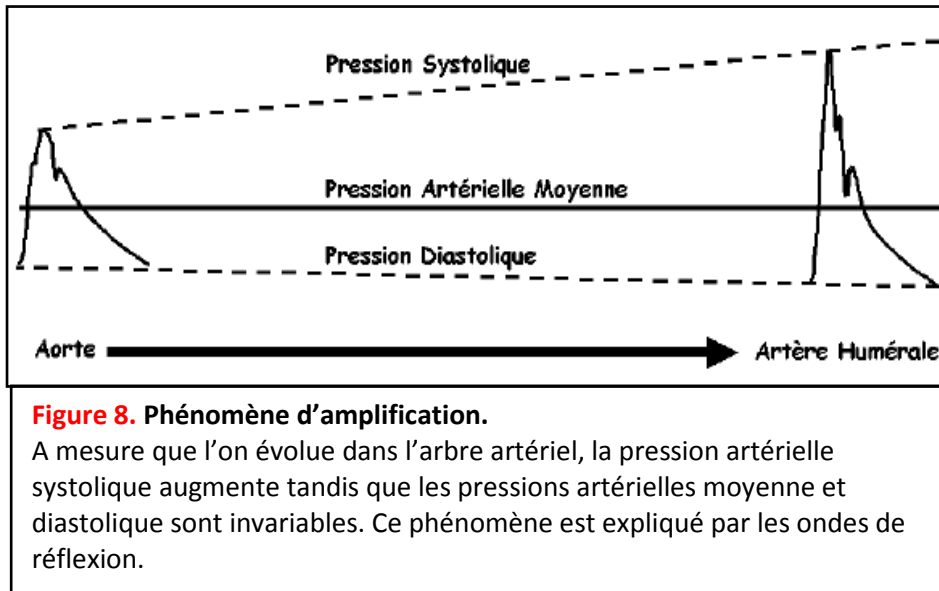 Pression Systolique
Pression Artérielle Moyenne
Pression Diastolique
Aorte
Artère Humérale
Figure 8. Phénomène d’amplification.
A mesure que l’on évolue dans l’arbre artériel, la pression artérielle
systolique augmente tandis que les pressions artérielles moyenne et
diastolique sont invariables. Ce phénomène est expliqué par les ondes de
réflexion.